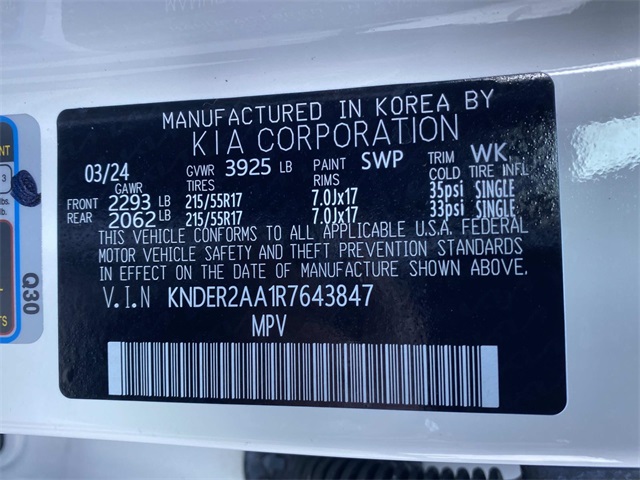 MANUFACTURED IN KOREA BY
KIA CORPORATION
03/24 GVWR 3925 LB PAINT SWP TRIM WK
GAWR TIRES RIMS COLD TIRE INFL
FRONT 2293 LB 215/55R17 7.0Jx17 35psi SINGLE
REAR 2062 LB 215/55R17 7.0Jx17 33psi SINGLE
THIS VEHICLE CONFORMS TO ALL APPLICABLE U.S.A. FEDERAL
MOTOR VEHICLE SAFETY AND THEFT PREVENTION STANDARDS
IN EFFECT ON THE DATE OF MANUFACTURE SHOWN ABOVE.
V.I.N KNDER2AA1R7643847
MPV
Q30
3